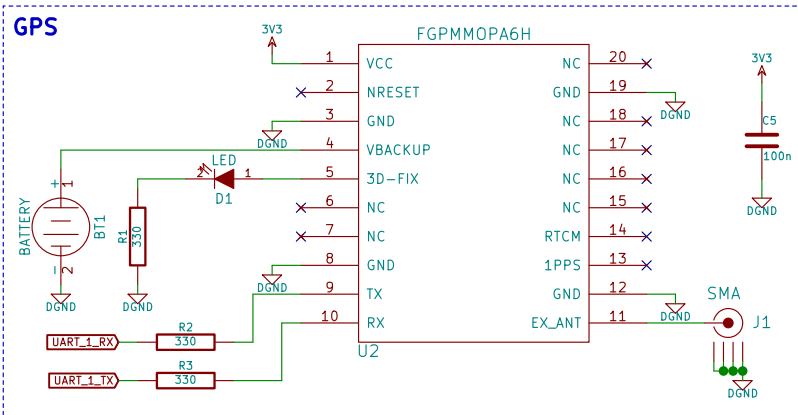 GPS
FGPMMOPA6H
3V3
1 VCC
2 NRESET
3 GND
DGND
4 VBACKUP
5 3D-FIX
6 NC
7 NC
8 GND
DGND
9 TX
10 RX
U2
NC 20
GND 19
DGND
NC 18
NC 17
NC 16
NC 15
RTCM 14
1PPS 13
GND 12
DGND
EX_ANT 11
LED
2 1
D1
BATTERY
+ 1
BT1
- 2
DGND
R1
330
DGND
UART_1_RX
R2
330
UART_1_TX
R3
330
3V3
C5
100n
DGND
SMA
J1
DGND